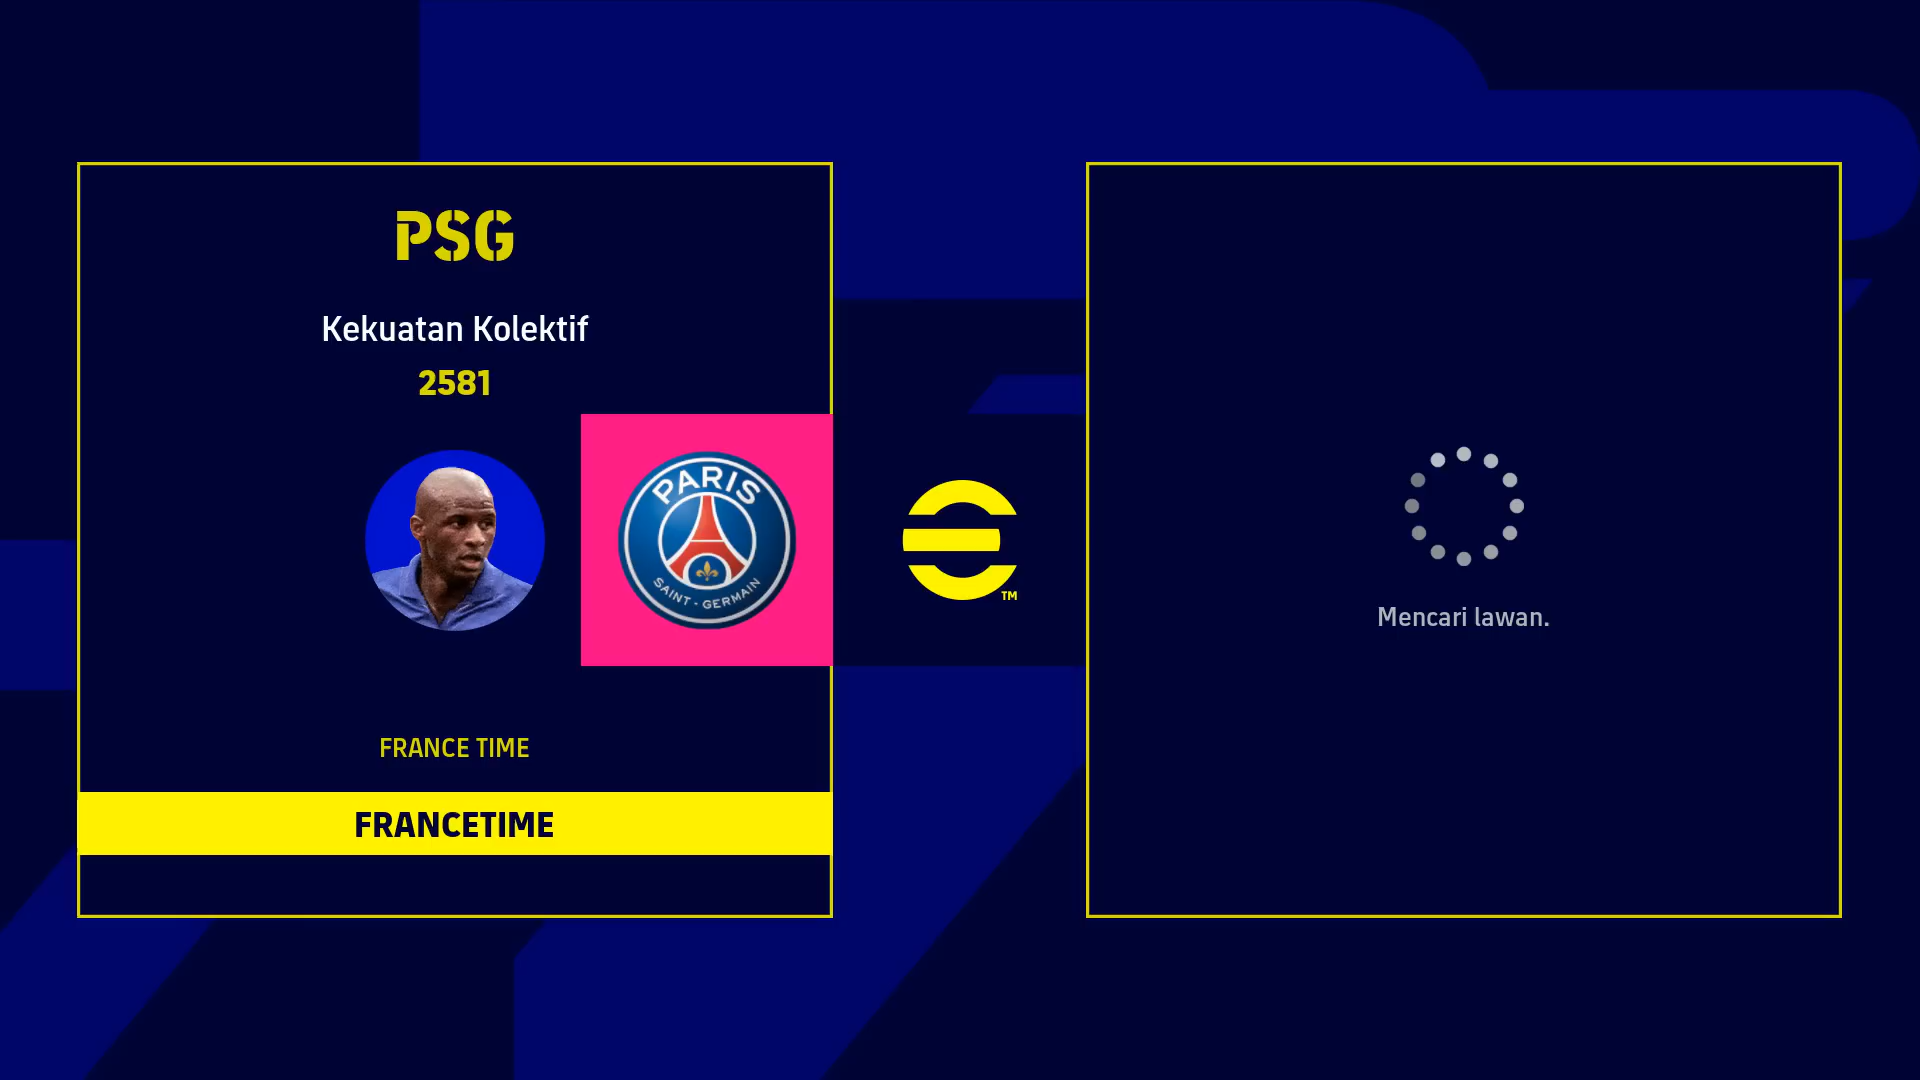 PSG
Kekuatan Kolektif
2581
PARIS
SAINT - GERMAIN
TM
FRANCE TIME
FRANCETIME
Mencari lawan.